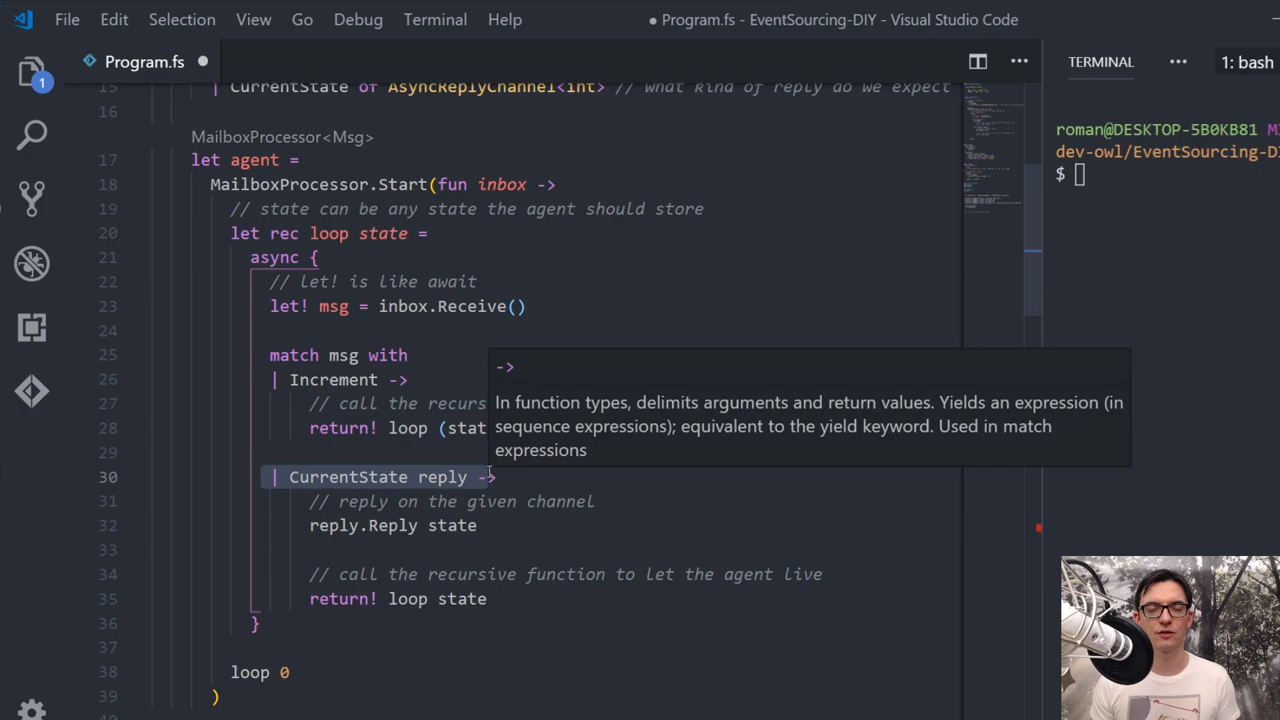 File Edit Selection View Go Debug Terminal Help ● Program.fs - EventSourcing-DIY - Visual Studio Code
1
Program.fs ●
15 | CurrentState of AsyncReplyChannel<int> // what kind of reply do we expect
16
MailboxProcessor<Msg>
17 let agent =
18 MailboxProcessor.Start(fun inbox ->
19 // state can be any state the agent should store
20 let rec loop state =
21 async {
22 // let! is like await
23 let! msg = inbox.Receive()
24
25 match msg with
26 | Increment ->
27 // call the recurs
28 return! loop (stat
29
30 | CurrentState reply ->
31 // reply on the given channel
32 reply.Reply state
33
34 // call the recursive function to let the agent live
35 return! loop state
36 }
37
38 loop 0
39 )
->
In function types, delimits arguments and return values. Yields an expression (in
sequence expressions); equivalent to the yield keyword. Used in match
expressions
TERMINAL ··· 1: bash
roman@DESKTOP-5B0KB81 M
dev-owl/EventSourcing-D
$